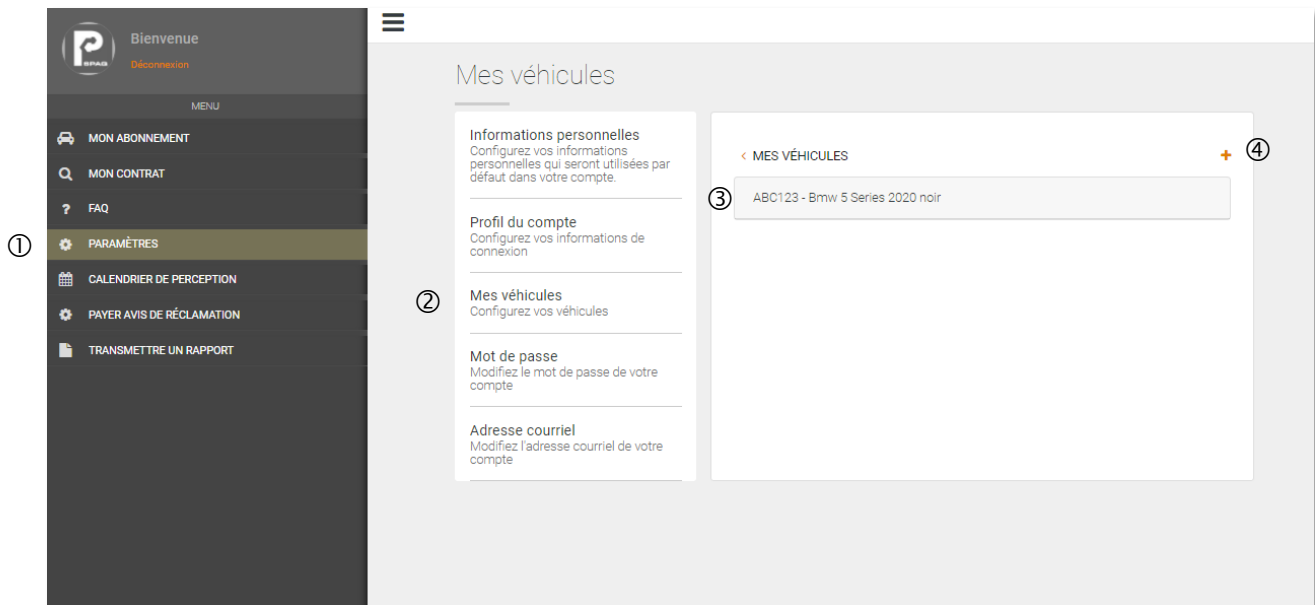 Bienvenue
Déconnexion
SPAQ
MENU
MON ABONNEMENT
MON CONTRAT
? FAQ
① PARAMÈTRES
CALENDRIER DE PERCEPTION
PAYER AVIS DE RÉCLAMATION
TRANSMETTRE UN RAPPORT
Mes véhicules
Informations personnelles
Configurez vos informations
personnelles qui seront utilisées par
défaut dans votre compte.
Profil du compte
Configurez vos informations de
connexion
② Mes véhicules
Configurez vos véhicules
Mot de passe
Modifiez le mot de passe de votre
compte
Adresse courriel
Modifiez l'adresse courriel de votre
compte
< MES VÉHICULES + ④
③ ABC123 - Bmw 5 Series 2020 noir